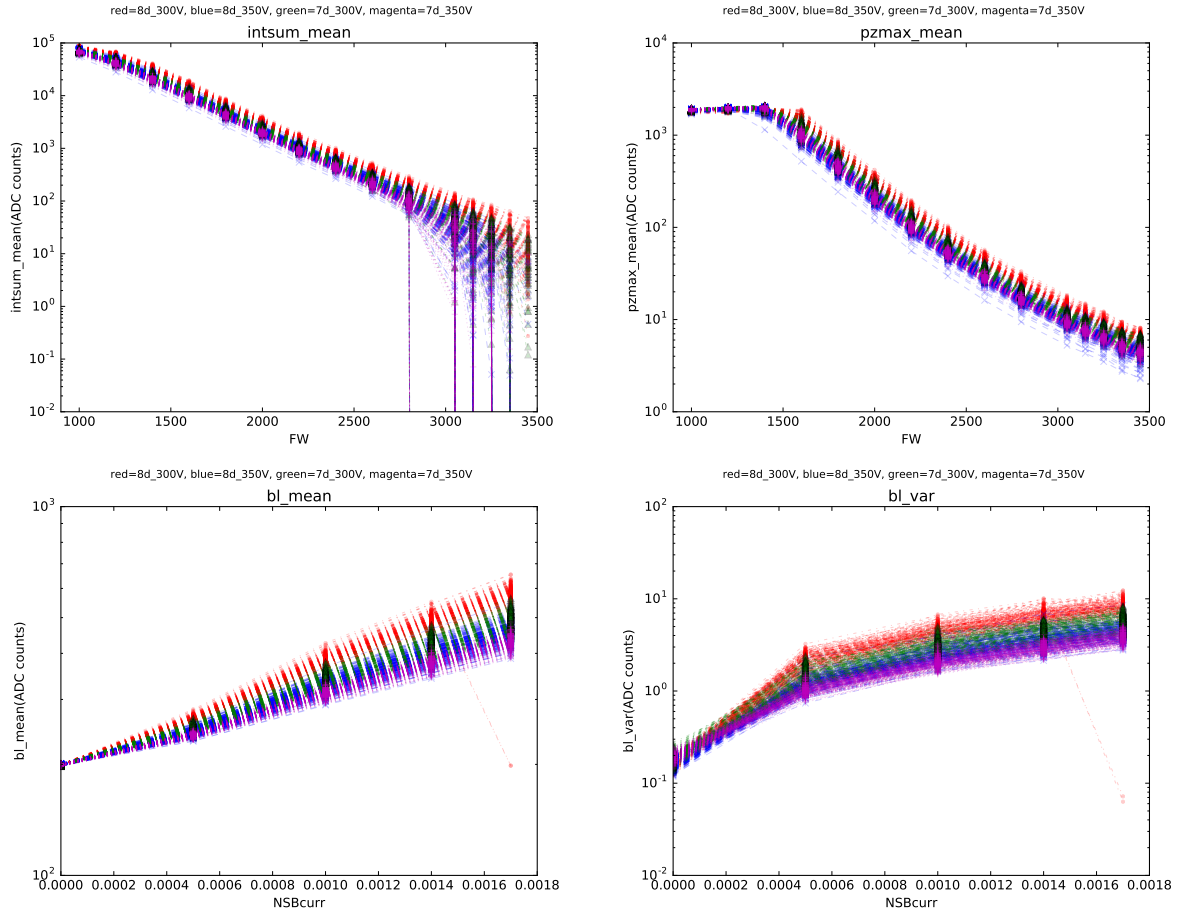 red=8d_300V, blue=8d_350V, green=7d_300V, magenta=7d_350V
intsum_mean
10^5
10^4
10^3
10^2
10^1
10^0
10^-1
10^-2
intsum_mean(ADC counts)
1000 1500 2000 2500 3000 3500
FW
red=8d_300V, blue=8d_350V, green=7d_300V, magenta=7d_350V
pzmax_mean
10^4
10^3
10^2
10^1
10^0
pzmax_mean(ADC counts)
1000 1500 2000 2500 3000 3500
FW
red=8d_300V, blue=8d_350V, green=7d_300V, magenta=7d_350V
bl_mean
10^3
10^2
bl_mean(ADC counts)
0.0000 0.0002 0.0004 0.0006 0.0008 0.0010 0.0012 0.0014 0.0016 0.0018
NSBcurr
red=8d_300V, blue=8d_350V, green=7d_300V, magenta=7d_350V
bl_var
10^2
10^1
10^0
10^-1
10^-2
bl_var(ADC counts)
0.0000 0.0002 0.0004 0.0006 0.0008 0.0010 0.0012 0.0014 0.0016 0.0018
NSBcurr